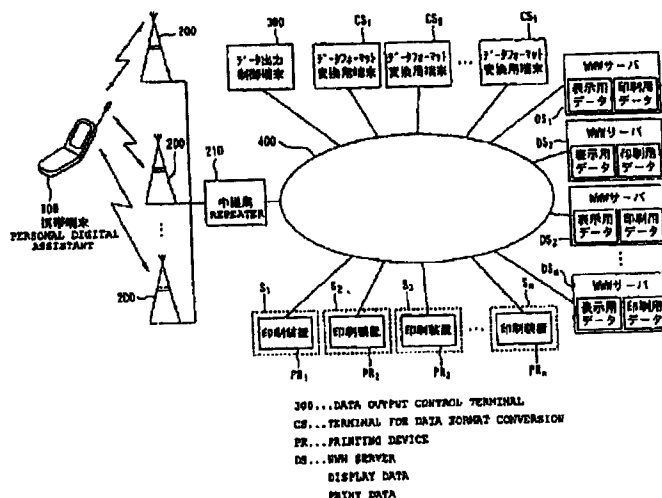 200
300
CS₁
データ出力
制御端末
データフォーマット
変換用端末
データフォーマット
変換用端末
...
データフォーマット
変換用端末
WWWサーバ
表示用データ
印刷用データ
DS₁
WWWサーバ
表示用データ
印刷用データ
WWWサーバ
表示用データ
印刷用データ
DS₂
WWWサーバ
表示用データ
印刷用データ
DSₙ
400
200
210
中継局
REPEATER
携帯端末
PERSONAL DIGITAL
ASSISTANT
200
S₁
S₂
S₃
Sₙ
印刷装置
印刷装置
印刷装置
...
印刷装置
PR₁
PR₂
PR₃
PRₙ
300...DATA OUTPUT CONTROL TERMINAL
CS...TERMINAL FOR DATA FORMAT CONVERSION
PR...PRINTING DEVICE
DS...WWW SERVER
DISPLAY DATA
PRINT DATA